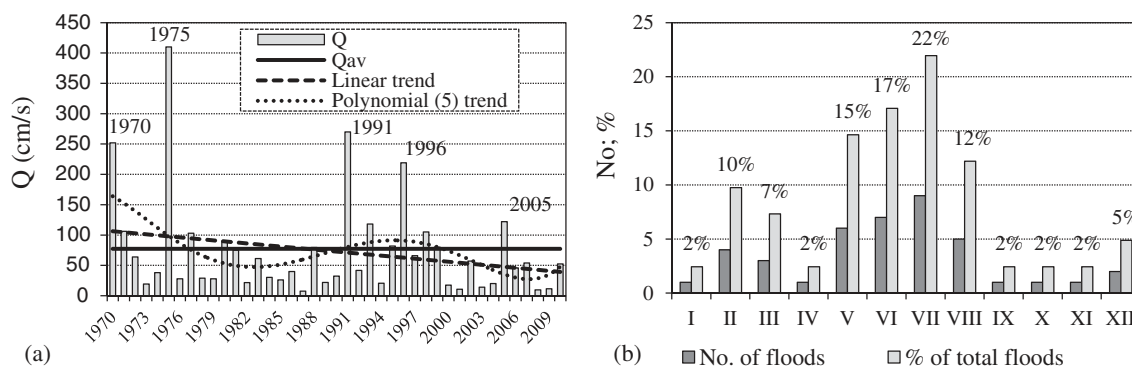 450
400
350
300
250
200
150
100
50
0
Q (cm/s)
1975
1970
1991
1996
2005
Q
Qav
Linear trend
Polynomial (5) trend
1970 1973 1976 1979 1982 1985 1988 1991 1994 1997 2000 2003 2006 2009
(a)
25
20
15
10
5
0
No; %
2% 10% 7% 2% 15% 17% 22% 12% 2% 2% 2% 5%
I II III IV V VI VII VIII IX X XI XII
No. of floods % of total floods
(b)